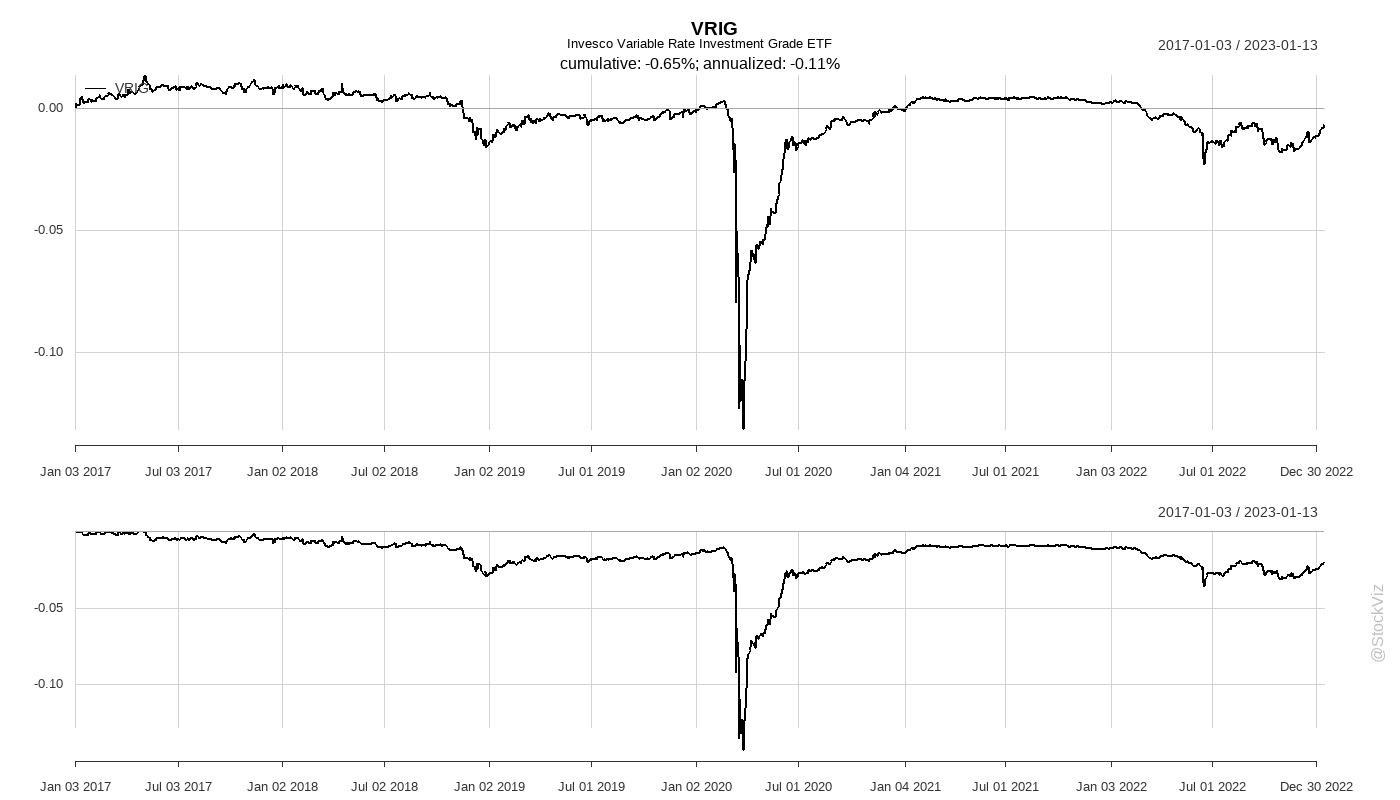 VRIG
Invesco Variable Rate Investment Grade ETF
cumulative: -0.65%; annualized: -0.11%
2017-01-03 / 2023-01-13
VRIG
0.00
-0.05
-0.10
Jan 03 2017 Jul 03 2017 Jan 02 2018 Jul 02 2018 Jan 02 2019 Jul 01 2019 Jan 02 2020 Jul 01 2020 Jan 04 2021 Jul 01 2021 Jan 03 2022 Jul 01 2022 Dec 30 2022
2017-01-03 / 2023-01-13
-0.05
-0.10
Jan 03 2017 Jul 03 2017 Jan 02 2018 Jul 02 2018 Jan 02 2019 Jul 01 2019 Jan 02 2020 Jul 01 2020 Jan 04 2021 Jul 01 2021 Jan 03 2022 Jul 01 2022 Dec 30 2022
@StockViz